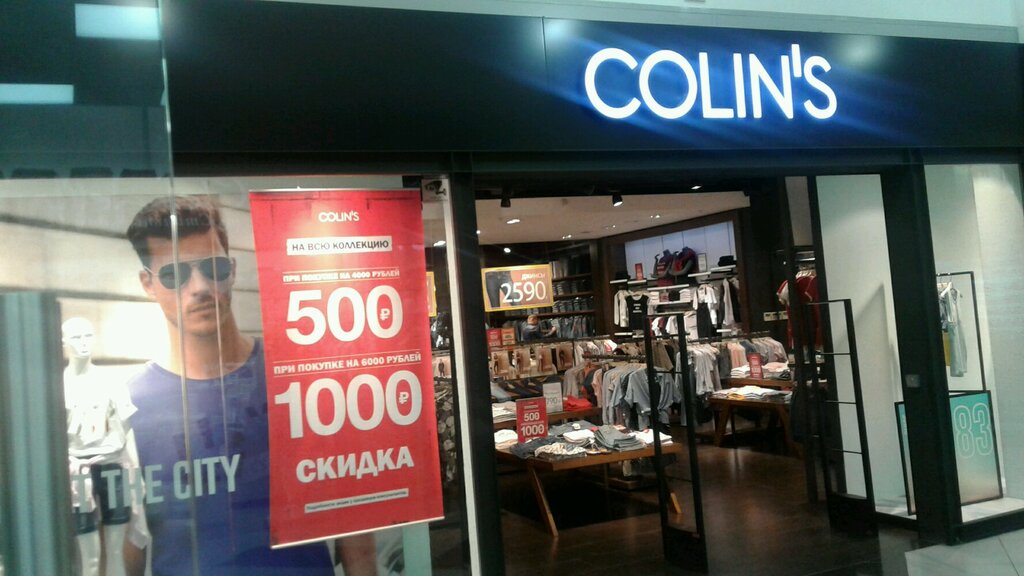 COLIN'S
COLIN'S
НА ВСЮ КОЛЛЕКЦИЮ
ПРИ ПОКУПКЕ НА 4000 РУБЛЕЙ
500 ₽
ПРИ ПОКУПКЕ НА 6000 РУБЛЕЙ
1000 ₽
СКИДКА
THE CITY
ДЖИНСЫ
2590
500
1000
83